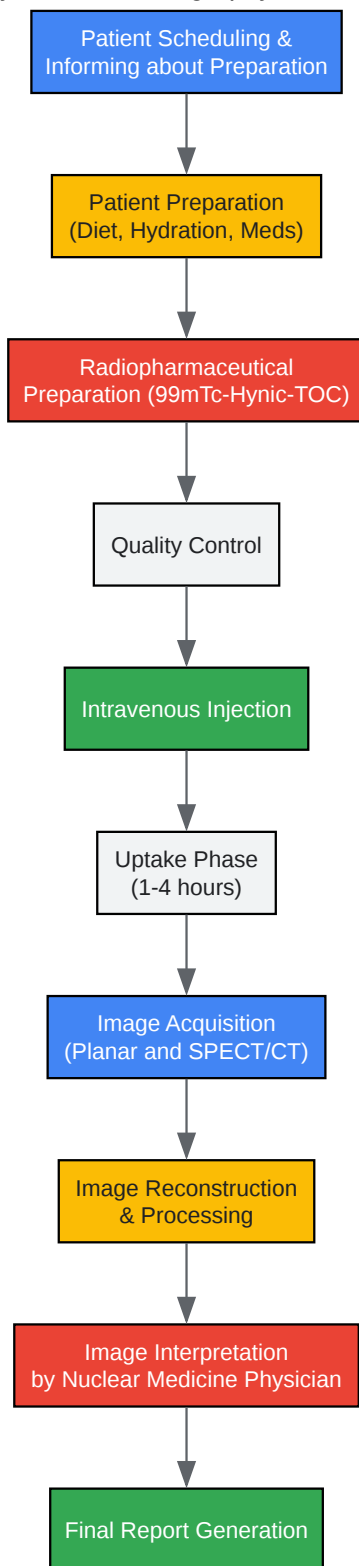 Patient Scheduling &
Informing about Preparation
Patient Preparation
(Diet, Hydration, Meds)
Radiopharmaceutical
Preparation (99mTc-Hynic-TOC)
Quality Control
Intravenous Injection
Uptake Phase
(1-4 hours)
Image Acquisition
(Planar and SPECT/CT)
Image Reconstruction
& Processing
Image Interpretation
by Nuclear Medicine Physician
Final Report Generation